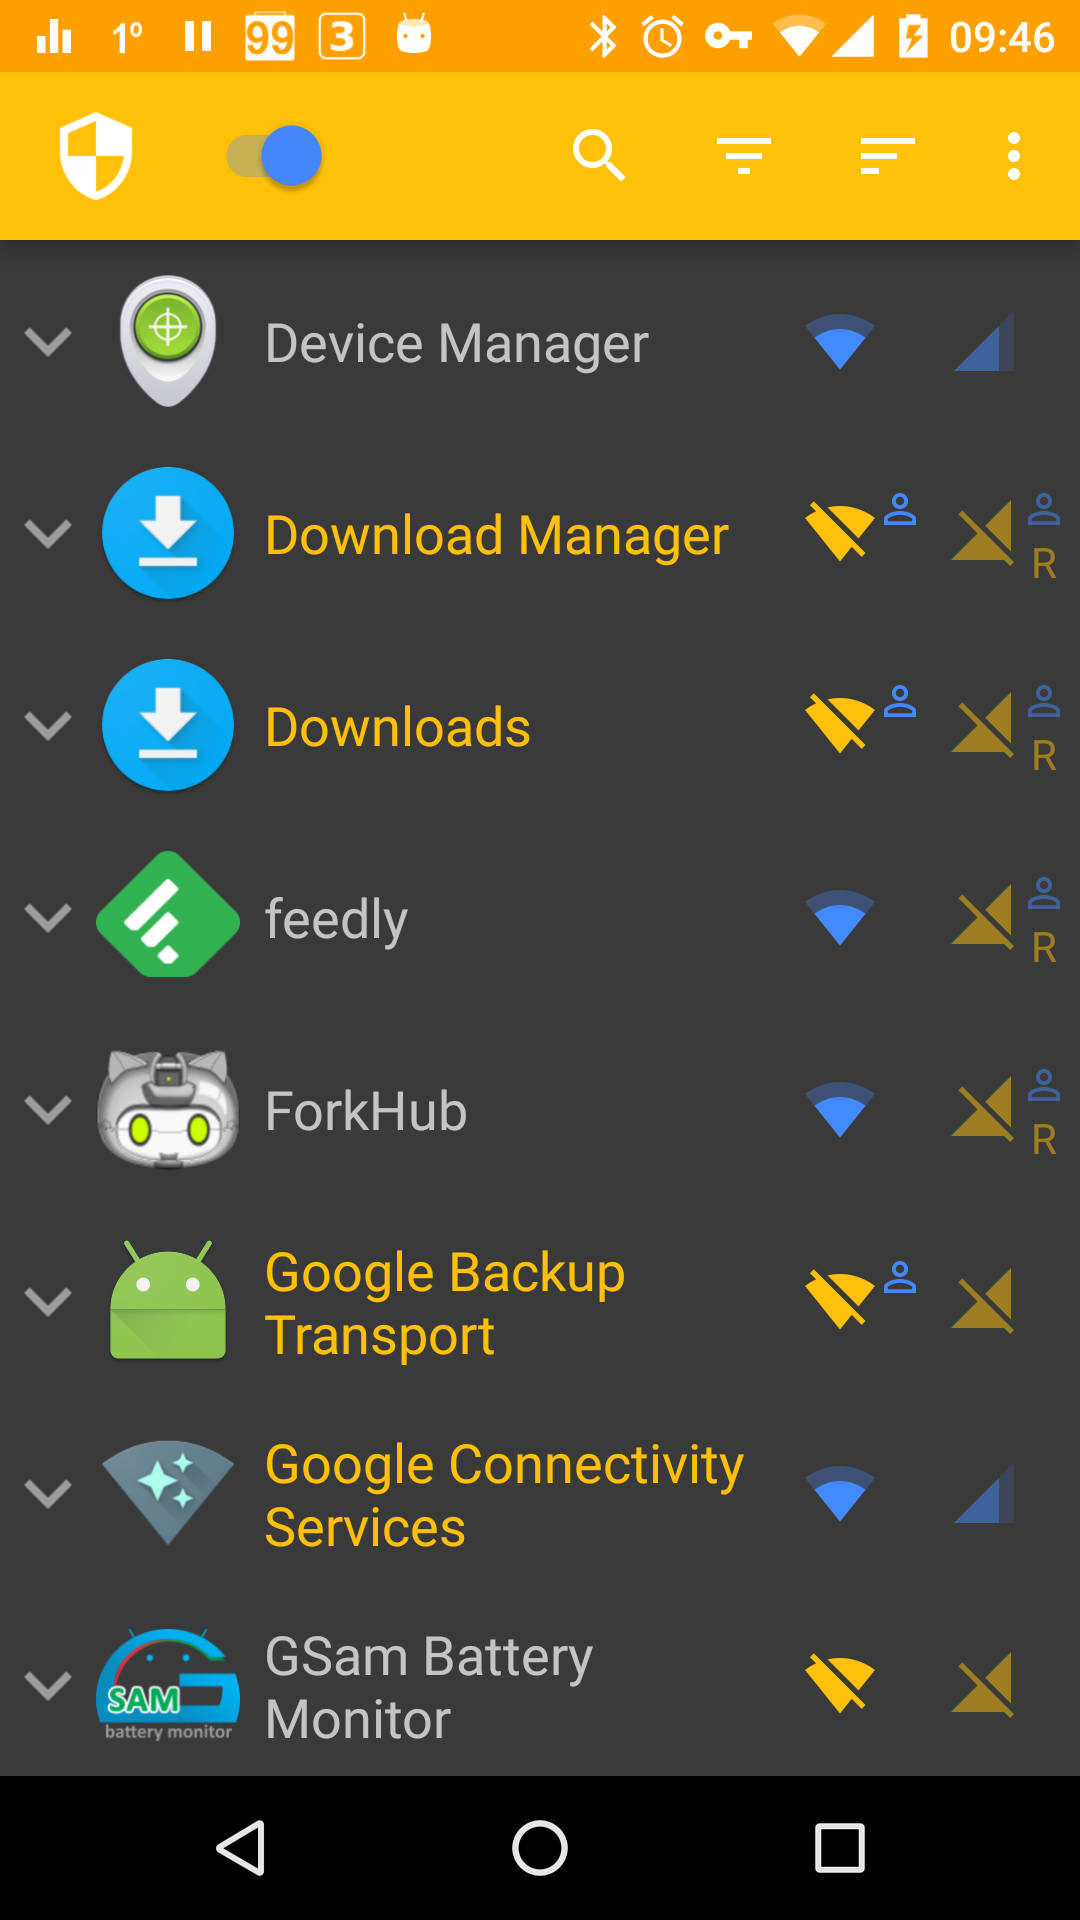 1º 99 3 09:46
Device Manager
Download Manager
R
Downloads
R
feedly
R
ForkHub
R
Google Backup
Transport
Google Connectivity
Services
GSam Battery
Monitor
SAM
battery monitor